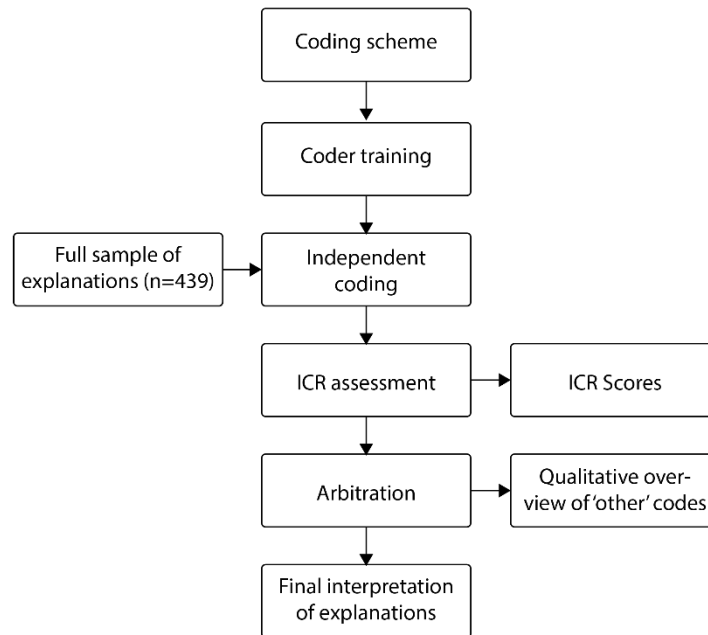 Coding scheme
Coder training
Full sample of
explanations (n=439)
Independent
coding
ICR assessment
ICR Scores
Arbitration
Qualitative over-
view of ‘other’ codes
Final interpretation
of explanations